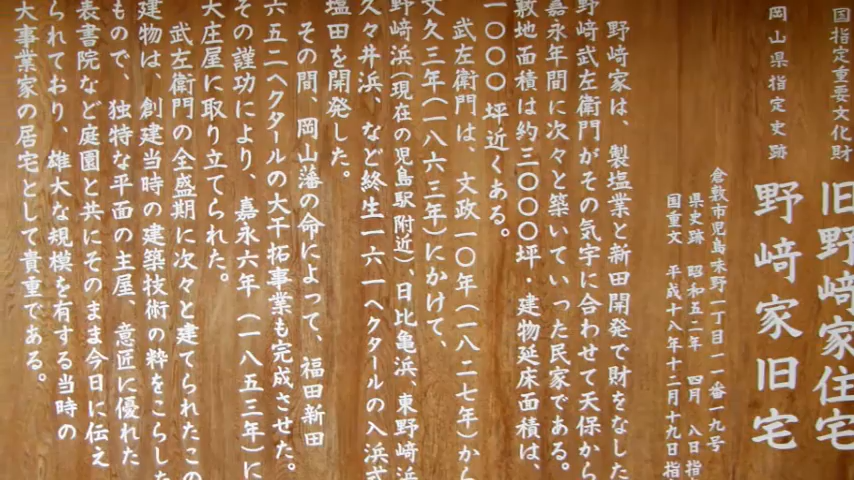 国指定重要文化財
旧野﨑家住宅
岡山県指定史跡
野﨑家旧宅
倉敷市児島味野一丁目一一番一九号
県史跡 昭和五二年 四月 八日指
国重文 平成十八年十二月十九日指
野﨑家は、製塩業と新田開発で財をなした
野﨑武左衛門がその気宇に合わせて天保から
嘉永年間に次々と築いていった民家である。
敷地面積は約三〇〇〇坪・建物延床面積は、
一〇〇〇坪近くある。
武左衛門は、文政一〇年(一八二七年)から
文久三年(一八六三年)にかけて、
野﨑浜(現在の児島駅附近)、日比亀浜、東野﨑浜
久々井浜、など終生一六一ヘクタールの入浜式
塩田を開発した。
その間、岡山藩の命によって、福田新田
六五二ヘクタールの大干拓事業も完成させた。
その謹功により、嘉永六年(一八五三年)に
大庄屋に取り立てられた。
武左衛門の全盛期に次々と建てられたこの
建物は、創建当時の建築技術の粋をこらした
もので、独特な平面の主屋、意匠に優れた
表書院など庭園と共にそのまま今日に伝え
られており、雄大な規模を有する当時の
大事業家の居宅として貴重である。